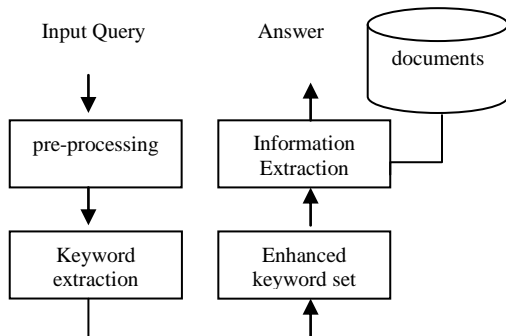 Input Query
Answer
documents
pre-processing
Information
Extraction
Keyword
extraction
Enhanced
keyword set